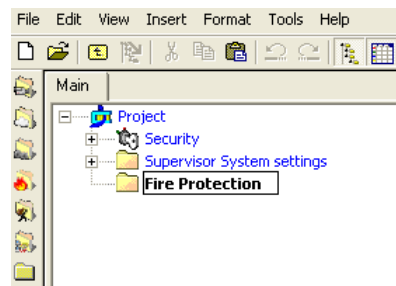 File Edit View Insert Format Tools Help
Main
Project
Security
Supervisor System settings
Fire Protection